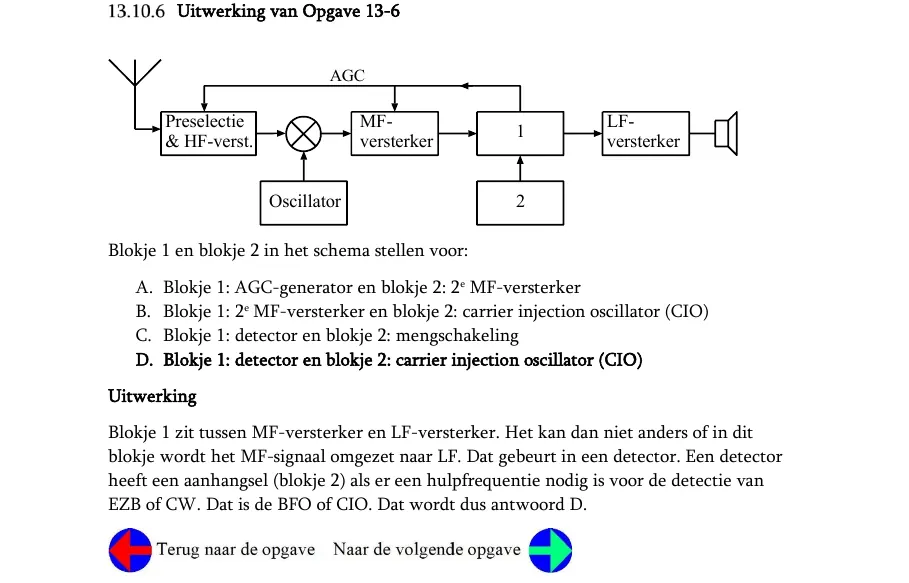 13.10.6 Uitwerking van Opgave 13-6
AGC
Preselectie
& HF-verst.
MF-
versterker
1
LF-
versterker
Oscillator
2
Blokje 1 en blokje 2 in het schema stellen voor:
A. Blokje 1: AGC-generator en blokje 2: 2ᵉ MF-versterker
B. Blokje 1: 2ᵉ MF-versterker en blokje 2: carrier injection oscillator (CIO)
C. Blokje 1: detector en blokje 2: mengschakeling
D. Blokje 1: detector en blokje 2: carrier injection oscillator (CIO)
Uitwerking
Blokje 1 zit tussen MF-versterker en LF-versterker. Het kan dan niet anders of in dit
blokje wordt het MF-signaal omgezet naar LF. Dat gebeurt in een detector. Een detector
heeft een aanhangsel (blokje 2) als er een hulpfrequentie nodig is voor de detectie van
EZB of CW. Dat is de BFO of CIO. Dat wordt dus antwoord D.
Terug naar de opgave Naar de volgende opgave